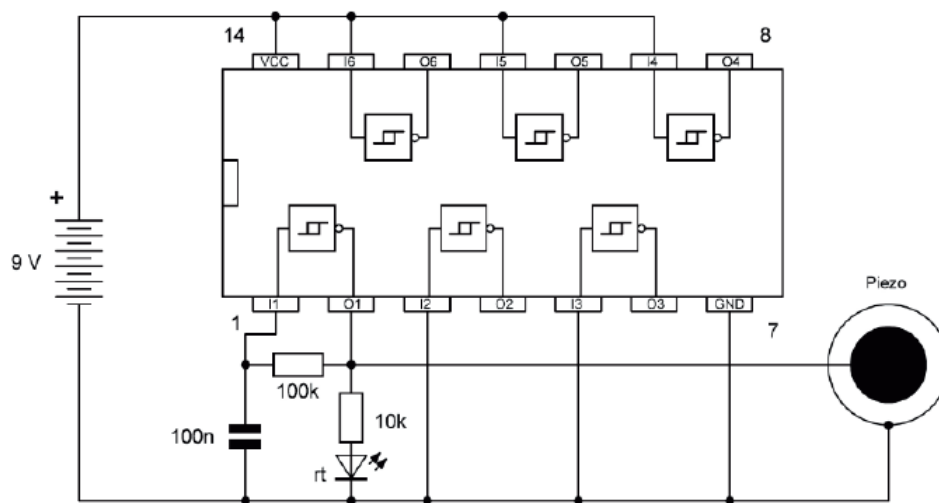 14
8
VCC
I6
O6
I5
O5
I4
O4
+
9 V
Piezo
I1
O1
I2
O2
I3
O3
GND
1
7
100k
10k
100n
rt